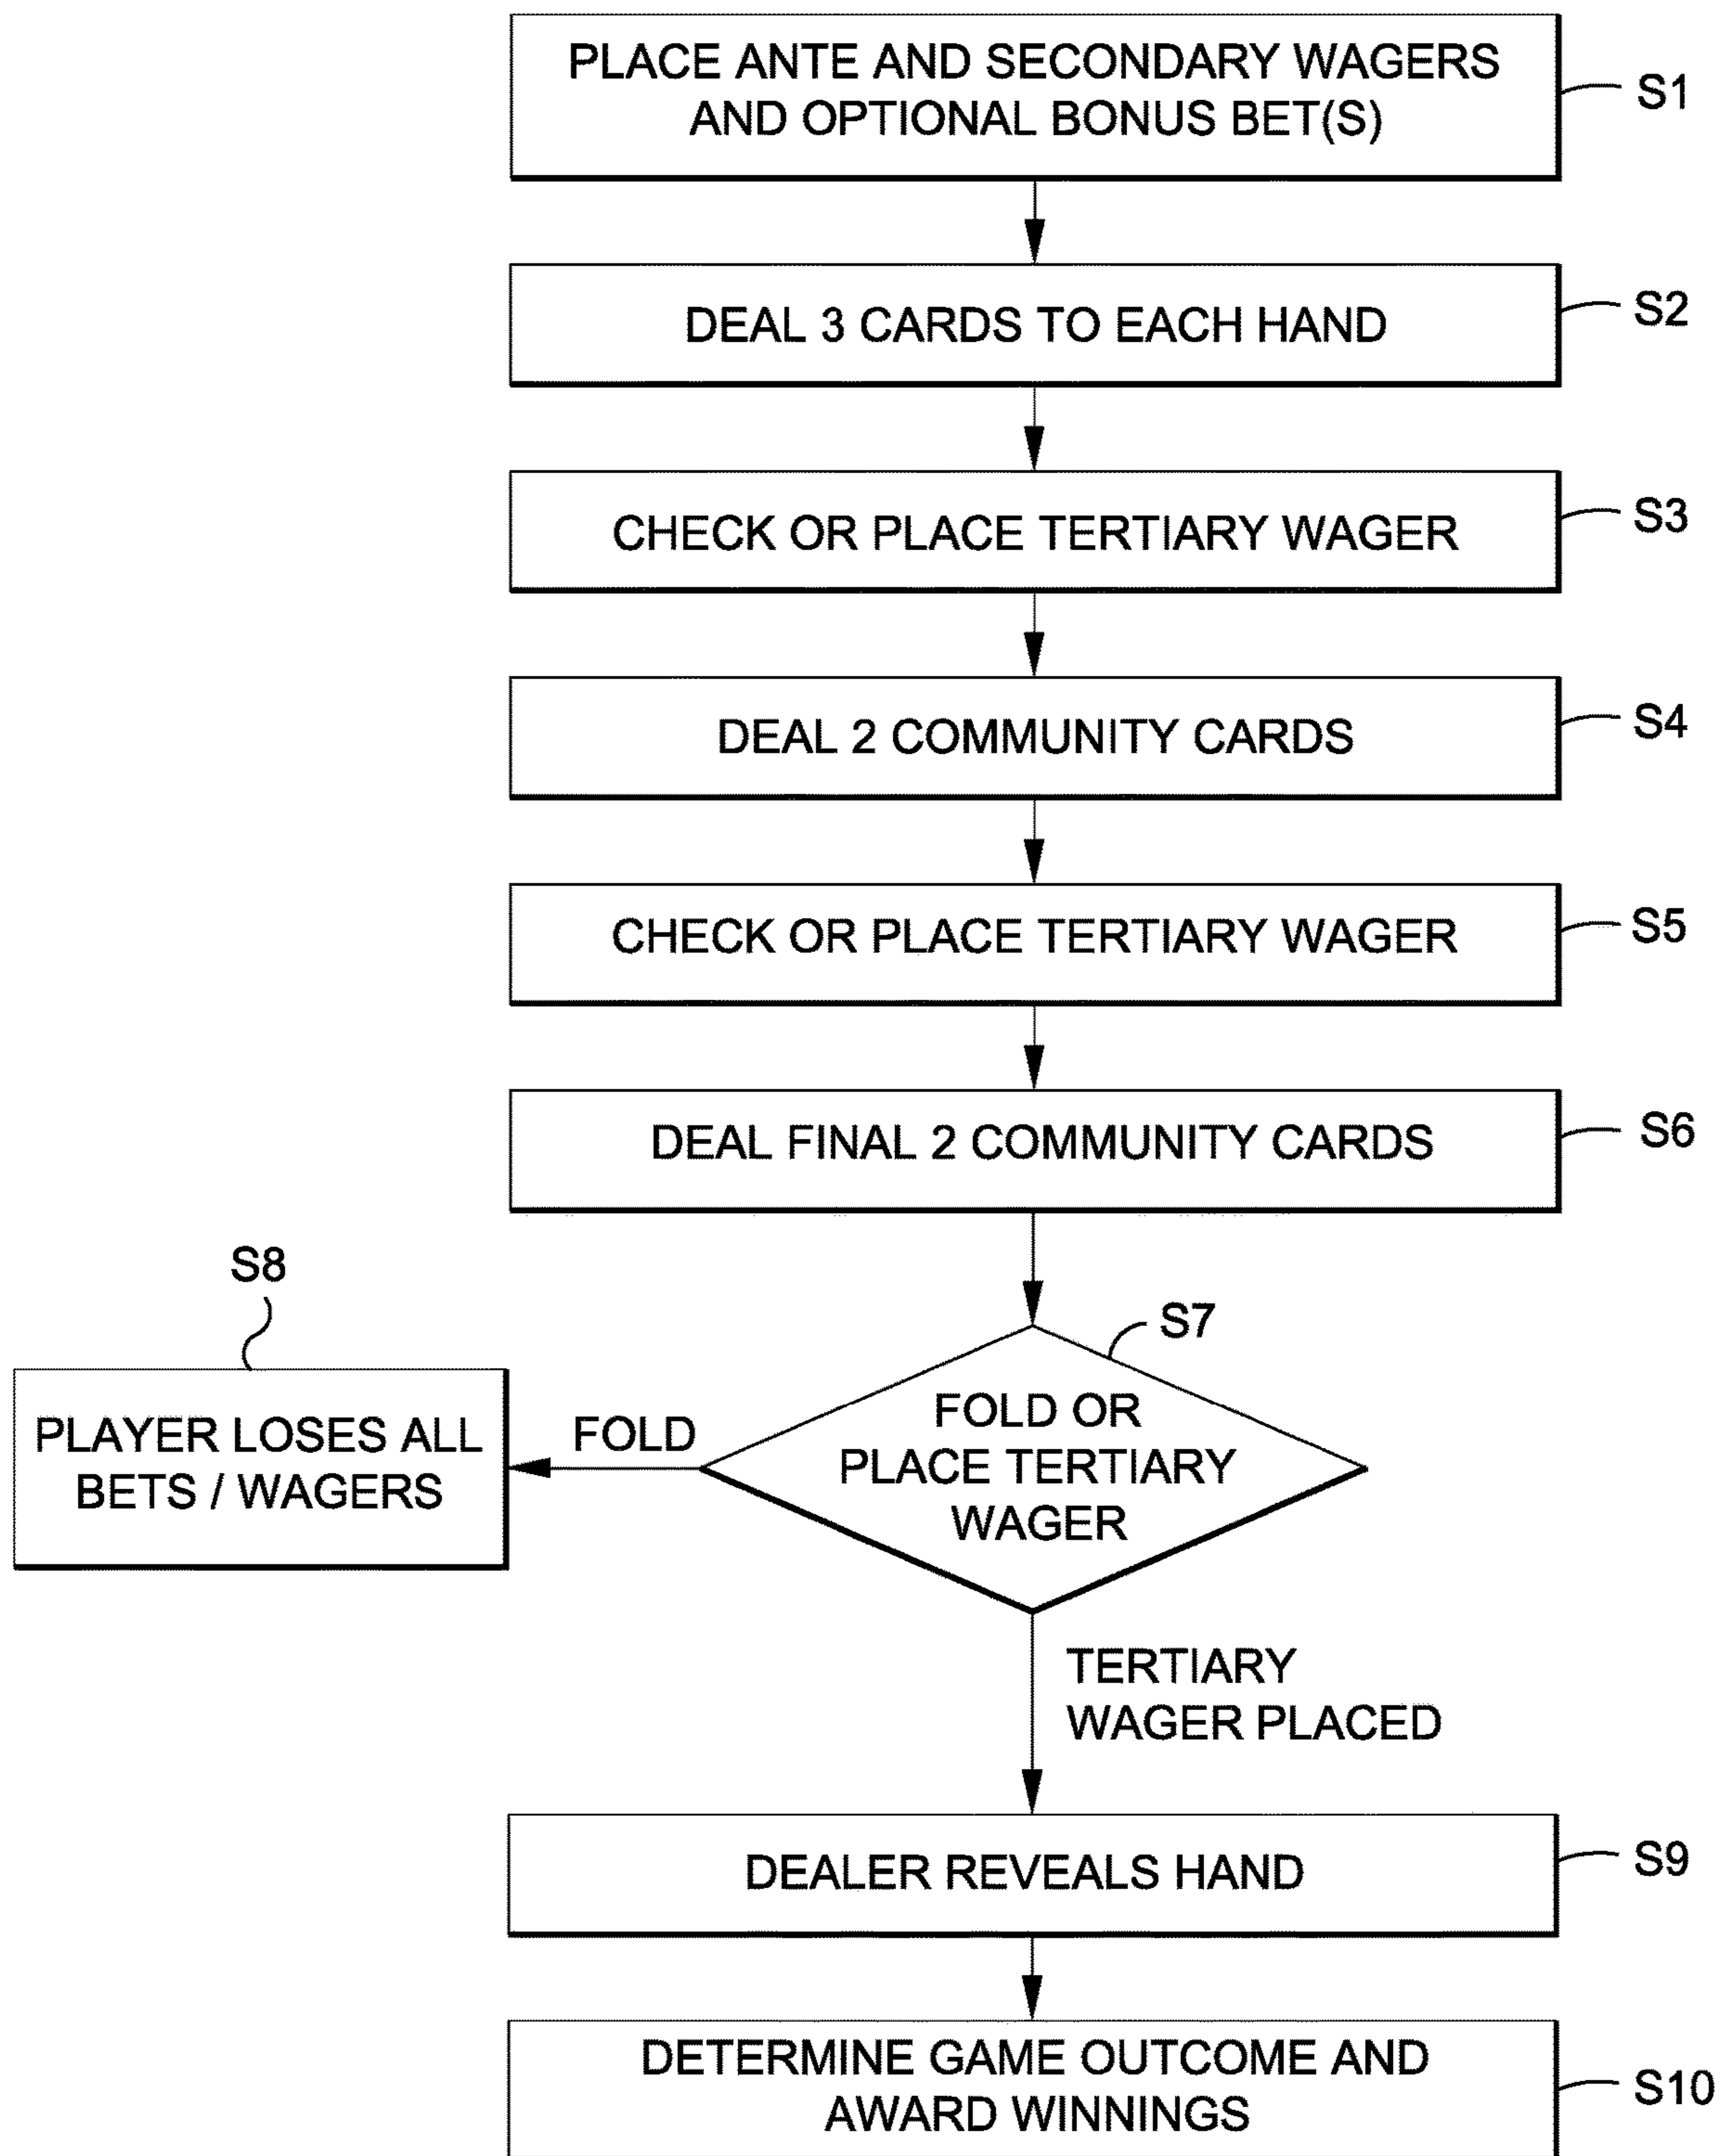 PLACE ANTE AND SECONDARY WAGERS
AND OPTIONAL BONUS BET(S)
S1
DEAL 3 CARDS TO EACH HAND
S2
CHECK OR PLACE TERTIARY WAGER
S3
DEAL 2 COMMUNITY CARDS
S4
CHECK OR PLACE TERTIARY WAGER
S5
DEAL FINAL 2 COMMUNITY CARDS
S6
S8
S7
PLAYER LOSES ALL
BETS / WAGERS
FOLD
FOLD OR
PLACE TERTIARY
WAGER
TERTIARY
WAGER PLACED
DEALER REVEALS HAND
S9
DETERMINE GAME OUTCOME AND
AWARD WINNINGS
S10